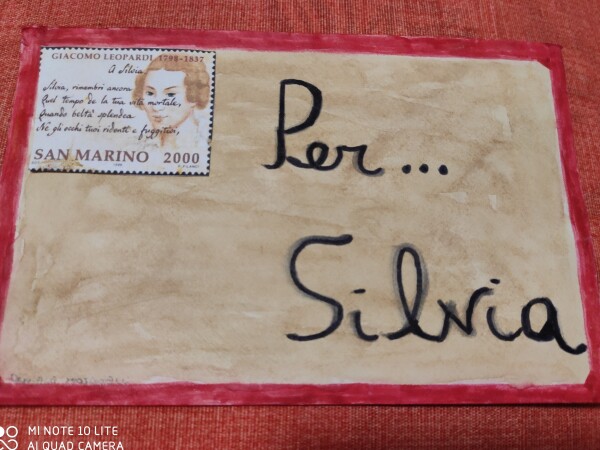 GIACOMO LEOPARDI 1798-1837
A Silvia
Silvia, rimembri ancora
Quel tempo de la tua vita mortale,
Quando beltà splendea
Ne gli occhi tuoi ridenti e fuggitivi,
SAN MARINO 2000
Per...
Silvia
MI NOTE 10 LITE
AI QUAD CAMERA